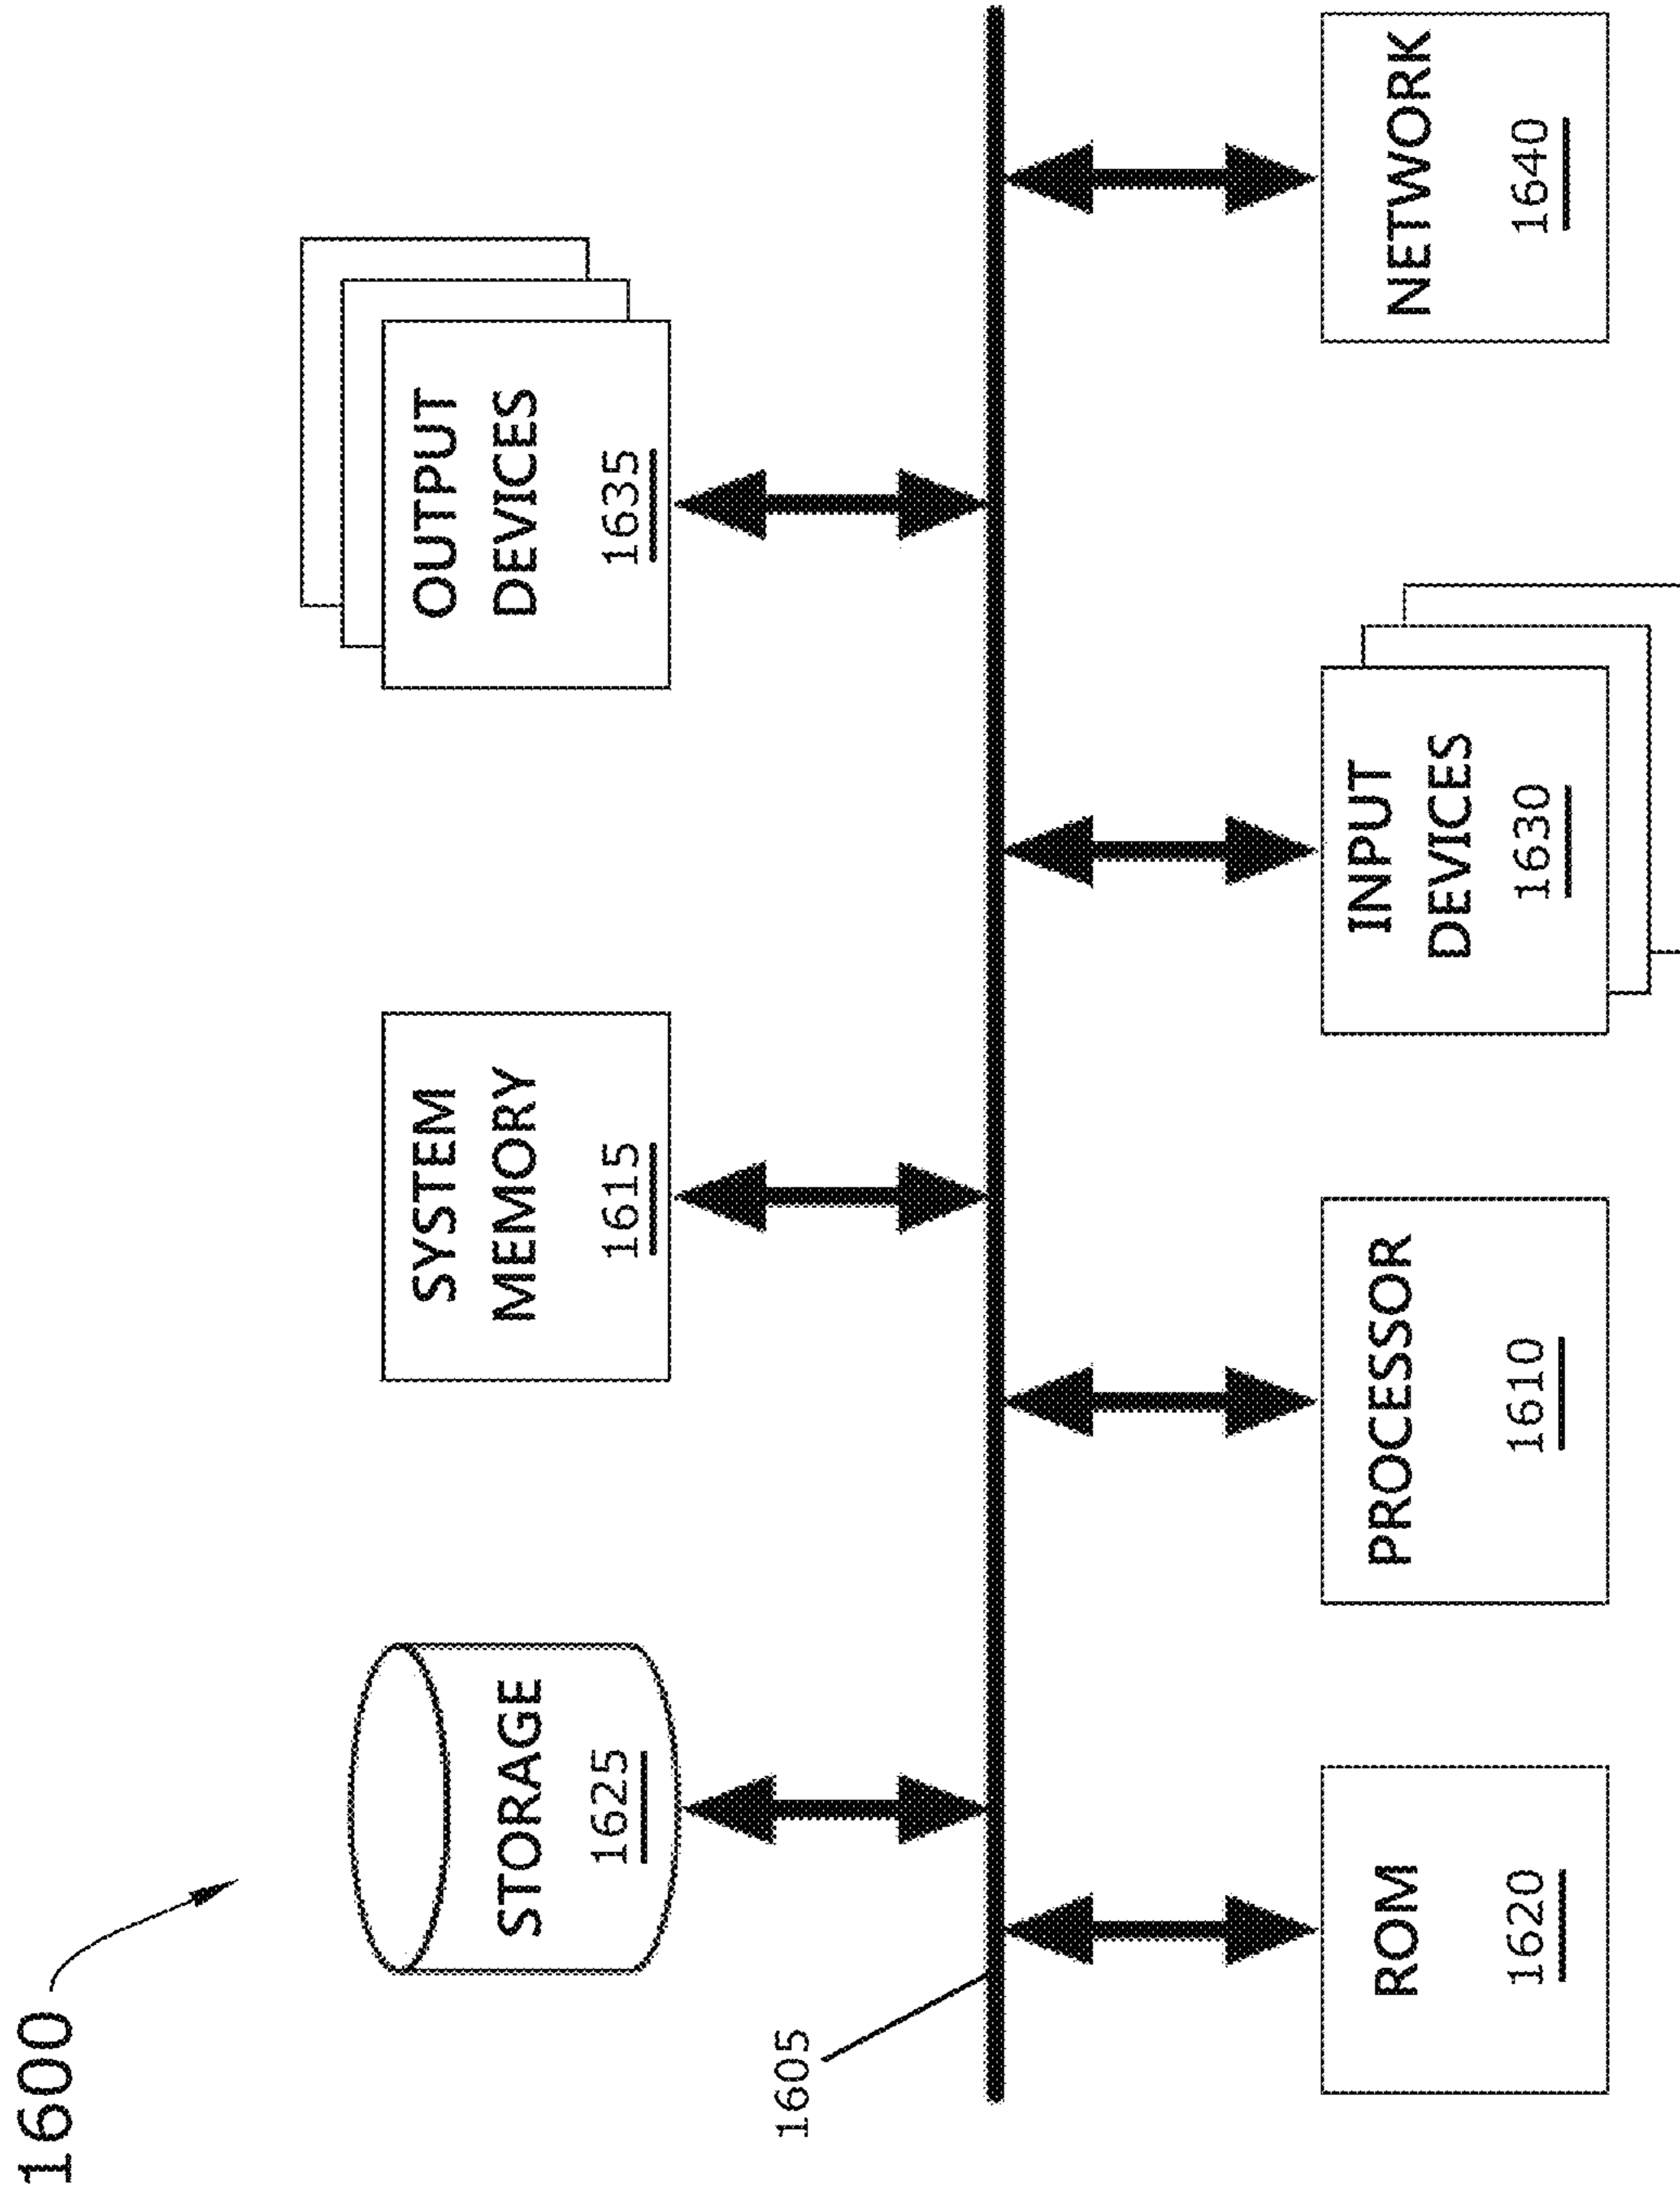 1600
STORAGE
1625
SYSTEM
MEMORY
1615
OUTPUT
DEVICES
1635
1605
ROM
1620
PROCESSOR
1610
INPUT
DEVICES
1630
NETWORK
1640